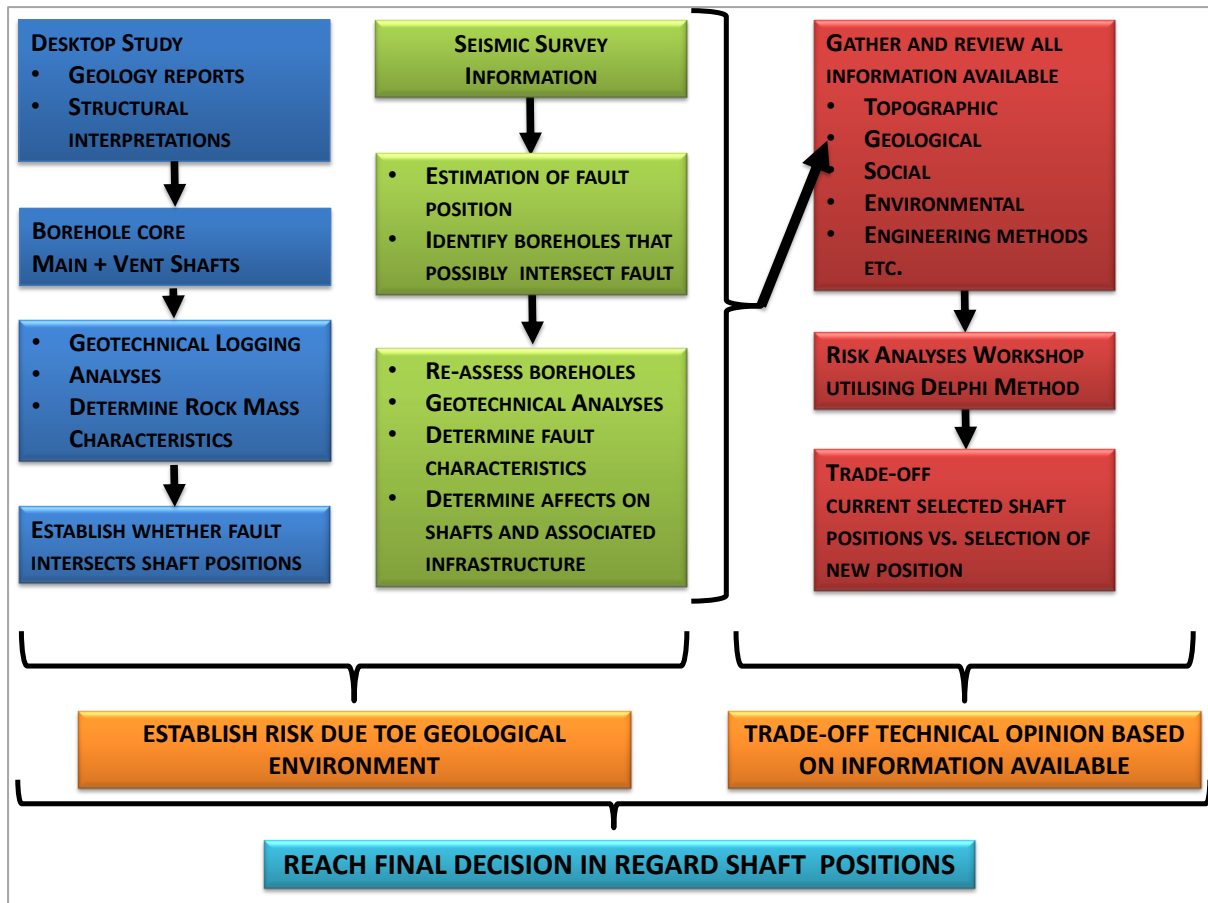 DESKTOP STUDY
• GEOLOGY REPORTS
• STRUCTURAL
INTERPRETATIONS
BOREHOLE CORE
MAIN + VENT SHAFTS
• GEOTECHNICAL LOGGING
• ANALYSES
• DETERMINE ROCK MASS
CHARACTERISTICS
ESTABLISH WHETHER FAULT
INTERSECTS SHAFT POSITIONS
SEISMIC SURVEY
INFORMATION
• ESTIMATION OF FAULT
POSITION
• IDENTIFY BOREHOLES THAT
POSSIBLY INTERSECT FAULT
• RE-ASSESS BOREHOLES
• GEOTECHNICAL ANALYSES
• DETERMINE FAULT
CHARACTERISTICS
• DETERMINE AFFECTS ON
SHAFTS AND ASSOCIATED
INFRASTRUCTURE
GATHER AND REVIEW ALL
INFORMATION AVAILABLE
• TOPOGRAPHIC
• GEOLOGICAL
• SOCIAL
• ENVIRONMENTAL
• ENGINEERING METHODS
ETC.
RISK ANALYSES WORKSHOP
UTILISING DELPHI METHOD
TRADE-OFF
CURRENT SELECTED SHAFT
POSITIONS VS. SELECTION OF
NEW POSITION
ESTABLISH RISK DUE TOE GEOLOGICAL
ENVIRONMENT
TRADE-OFF TECHNICAL OPINION BASED
ON INFORMATION AVAILABLE
REACH FINAL DECISION IN REGARD SHAFT POSITIONS